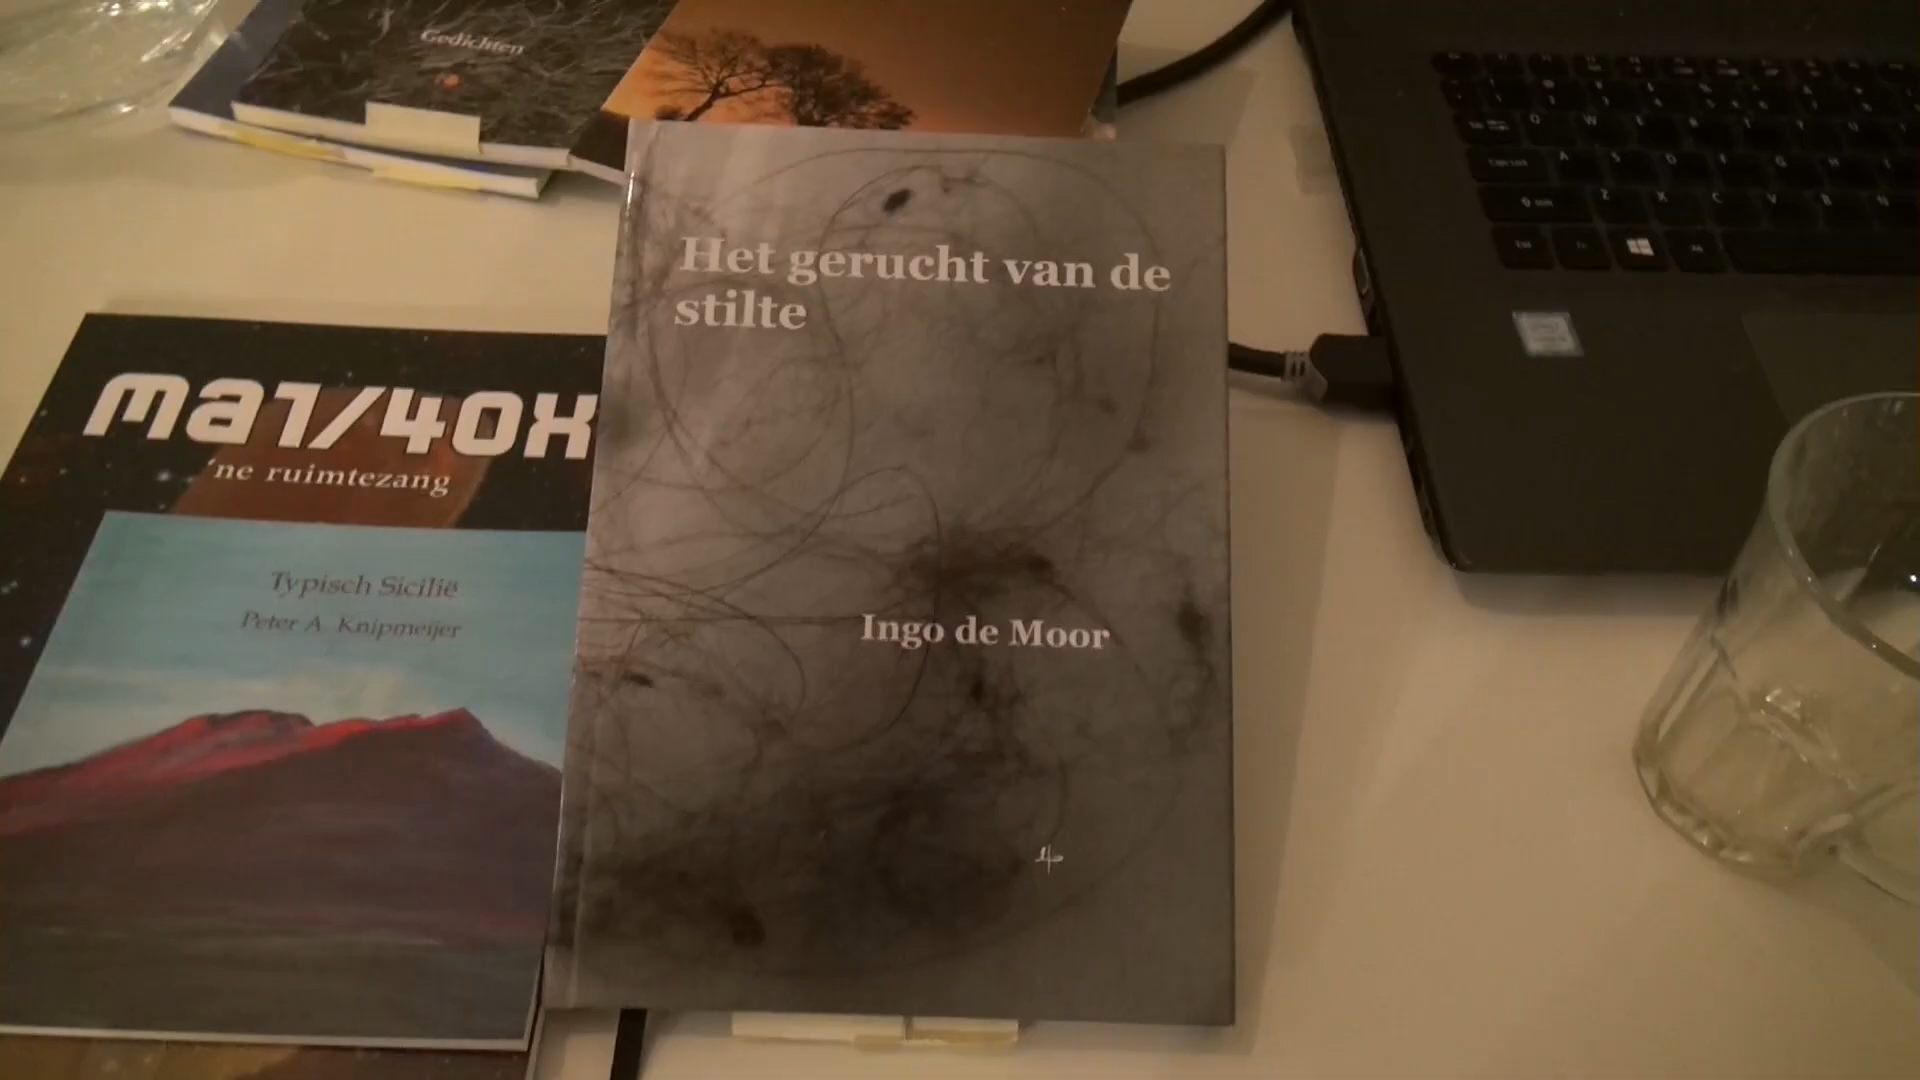 Gedichten
Het gerucht van de
stilte
Ingo de Moor
ma1/40x
'ne ruimtezang
Typisch Sicilië
Peter A. Knipmeijer